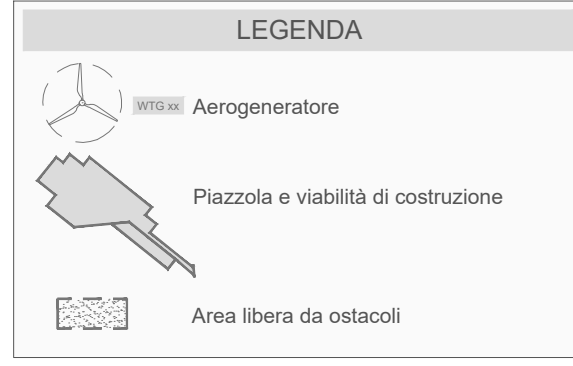 LEGENDA
WTG xx Aerogeneratore
Piazzola e viabilità di costruzione
Area libera da ostacoli